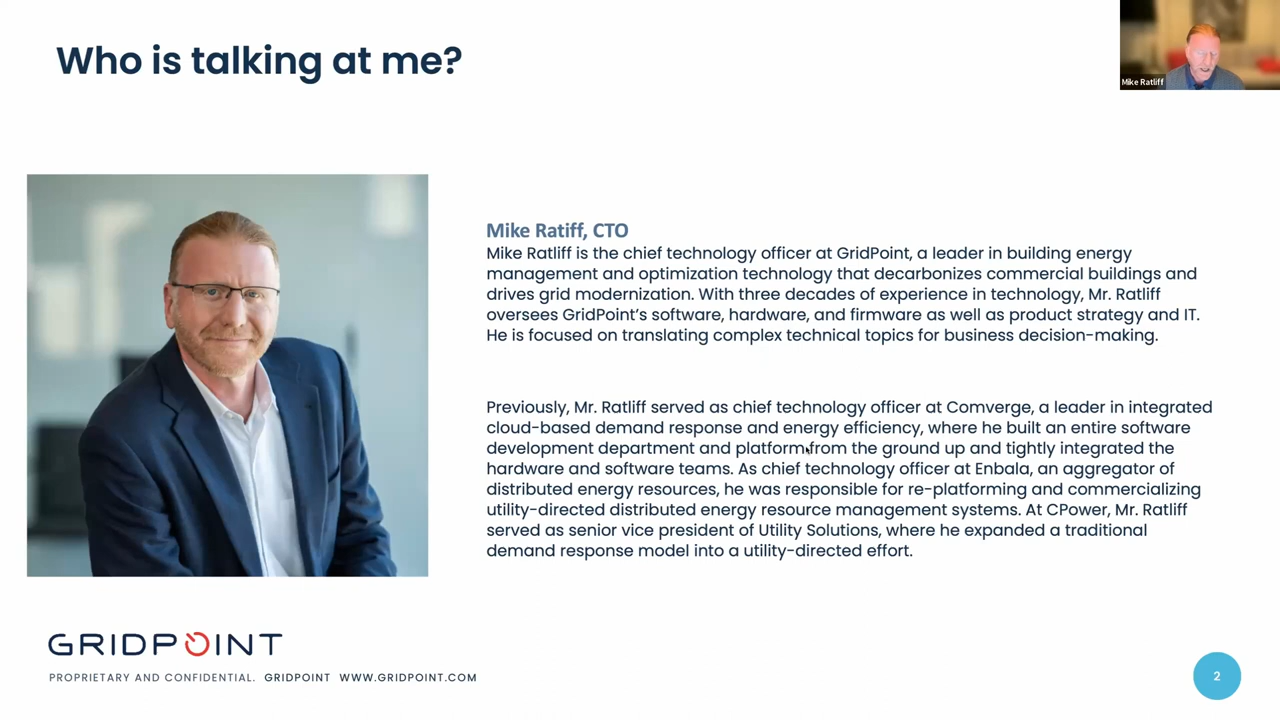 Who is talking at me?
Mike Ratliff
Mike Ratiff, CTO
Mike Ratliff is the chief technology officer at GridPoint, a leader in building energy
management and optimization technology that decarbonizes commercial buildings and
drives grid modernization. With three decades of experience in technology, Mr. Ratliff
oversees GridPoint’s software, hardware, and firmware as well as product strategy and IT.
He is focused on translating complex technical topics for business decision-making.
Previously, Mr. Ratliff served as chief technology officer at Comverge, a leader in integrated
cloud-based demand response and energy efficiency, where he built an entire software
development department and platform from the ground up and tightly integrated the
hardware and software teams. As chief technology officer at Enbala, an aggregator of
distributed energy resources, he was responsible for re-platforming and commercializing
utility-directed distributed energy resource management systems. At CPower, Mr. Ratliff
served as senior vice president of Utility Solutions, where he expanded a traditional
demand response model into a utility-directed effort.
GRIDPOINT
PROPRIETARY AND CONFIDENTIAL. GRIDPOINT WWW.GRIDPOINT.COM
2